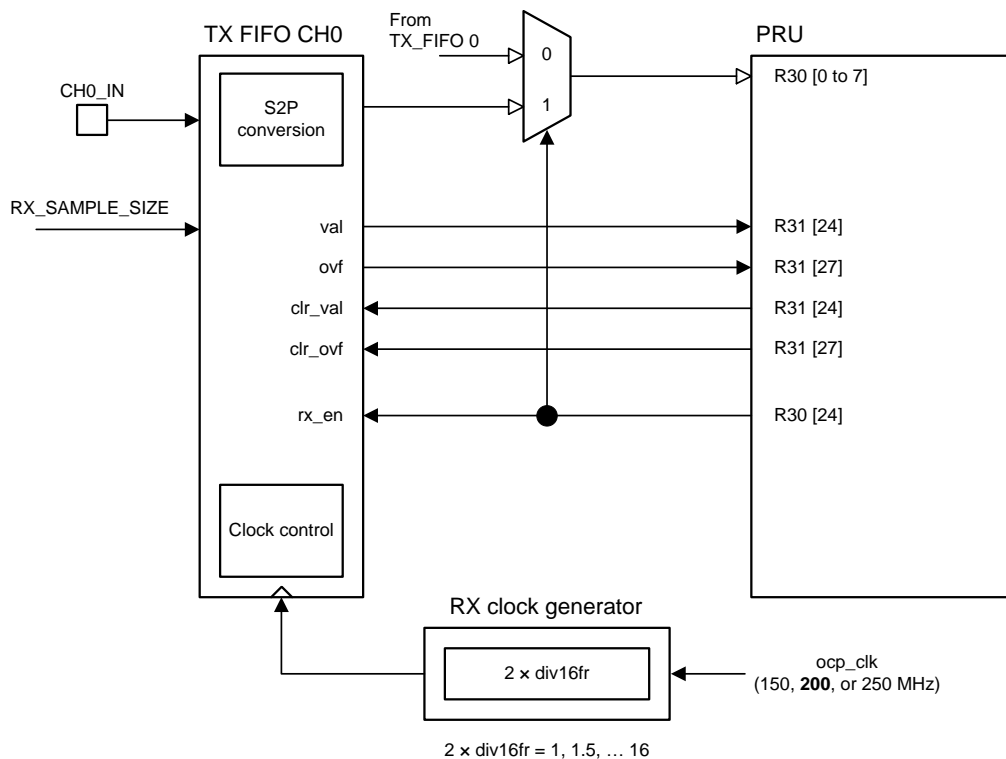 From
TX_FIFO 0
TX FIFO CH0
PRU
0
R30 [0 to 7]
CH0_IN
S2P
conversion
1
RX_SAMPLE_SIZE
val
R31 [24]
ovf
R31 [27]
clr_val
R31 [24]
clr_ovf
R31 [27]
rx_en
R30 [24]
Clock control
RX clock generator
2 × div16fr
ocp_clk
(150, 200, or 250 MHz)
2 × div16fr = 1, 1.5, … 16